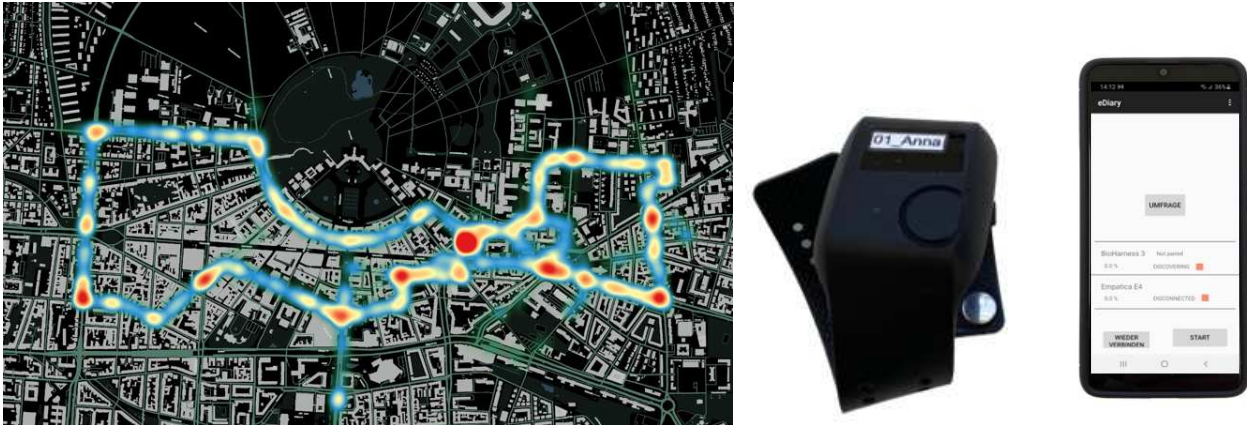 01_Anna
14:12
36%
eDiary
UMFRAGE
BioHarness 3 Not paired
0.0 % DISCOVERING
Empatica E4
0.0 % DISCONNECTED
WIEDER
VERBINDEN
START